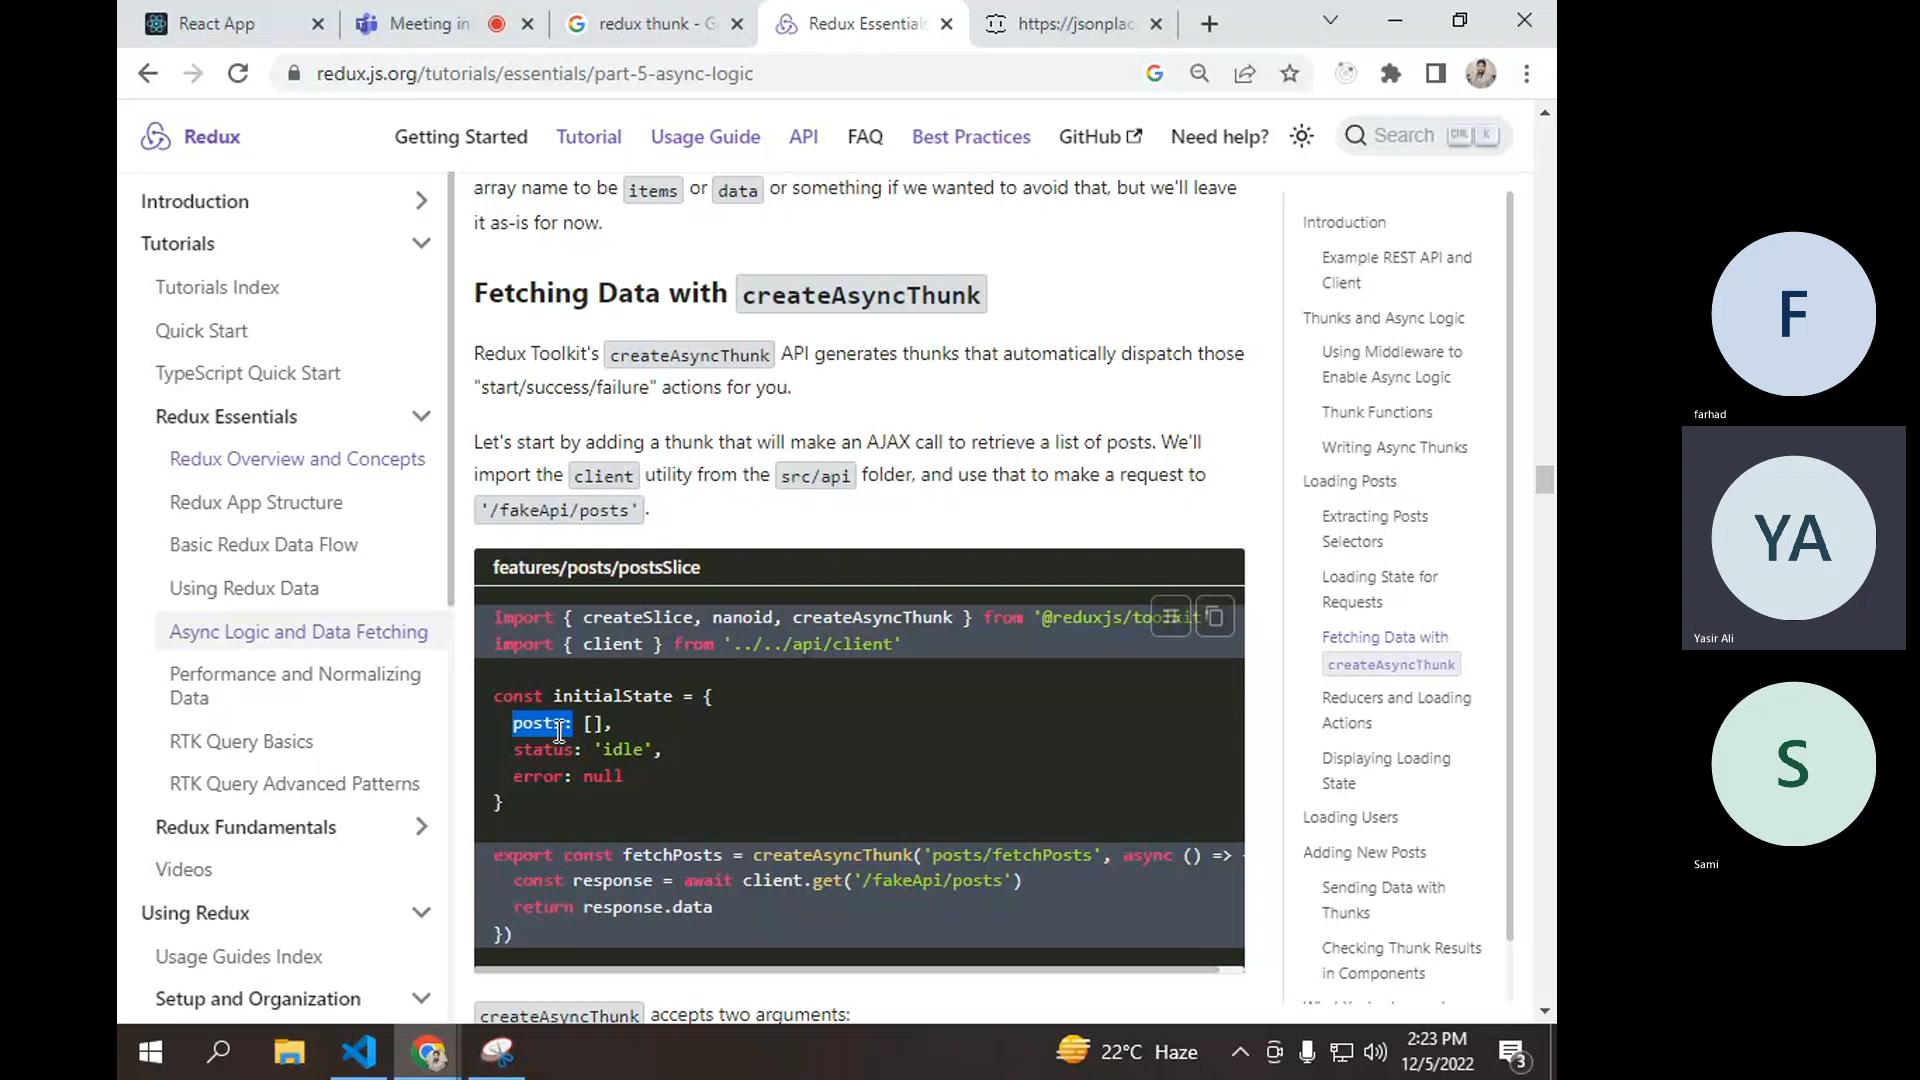 React App
Meeting in
redux thunk - G
Redux Essential
https://jsonplac
redux.js.org/tutorials/essentials/part-5-async-logic
Redux
Getting Started
Tutorial
Usage Guide
API
FAQ
Best Practices
GitHub
Need help?
Search
CTRL
K
Introduction
Tutorials
Tutorials Index
Quick Start
TypeScript Quick Start
Redux Essentials
Redux Overview and Concepts
Redux App Structure
Basic Redux Data Flow
Using Redux Data
Async Logic and Data Fetching
Performance and Normalizing
Data
RTK Query Basics
RTK Query Advanced Patterns
Redux Fundamentals
Videos
Using Redux
Usage Guides Index
Setup and Organization
array name to be items or data or something if we wanted to avoid that, but we'll leave
it as-is for now.
Fetching Data with createAsyncThunk
Redux Toolkit's createAsyncThunk API generates thunks that automatically dispatch those
"start/success/failure" actions for you.
Let's start by adding a thunk that will make an AJAX call to retrieve a list of posts. We'll
import the client utility from the src/api folder, and use that to make a request to
'/fakeApi/posts'.
features/posts/postsSlice
import { createSlice, nanoid, createAsyncThunk } from '@reduxjs/toolkit'
import { client } from '../../api/client'
const initialState = {
posts: [],
status: 'idle',
error: null
}
export const fetchPosts = createAsyncThunk('posts/fetchPosts', async () =>
const response = await client.get('/fakeApi/posts')
return response.data
})
createAsyncThunk accepts two arguments:
Introduction
Example REST API and
Client
Thunks and Async Logic
Using Middleware to
Enable Async Logic
Thunk Functions
Writing Async Thunks
Loading Posts
Extracting Posts
Selectors
Loading State for
Requests
Fetching Data with
createAsyncThunk
Reducers and Loading
Actions
Displaying Loading
State
Loading Users
Adding New Posts
Sending Data with
Thunks
Checking Thunk Results
in Components
F
farhad
YA
Yasir Ali
S
Sami
22°C Haze
2:23 PM
12/5/2022
3